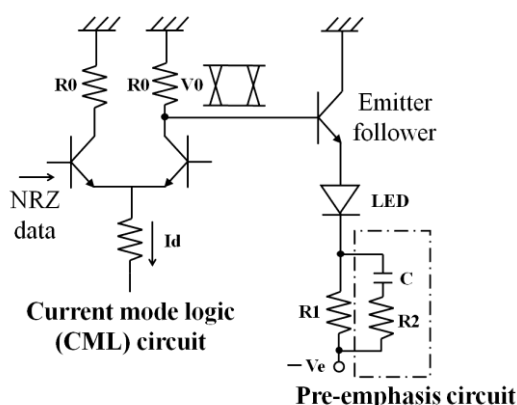 R0
R0
V0
Emitter
follower
NRZ
data
LED
Id
C
R1
R2
Current mode logic
(CML) circuit
－Ve
Pre-emphasis circuit